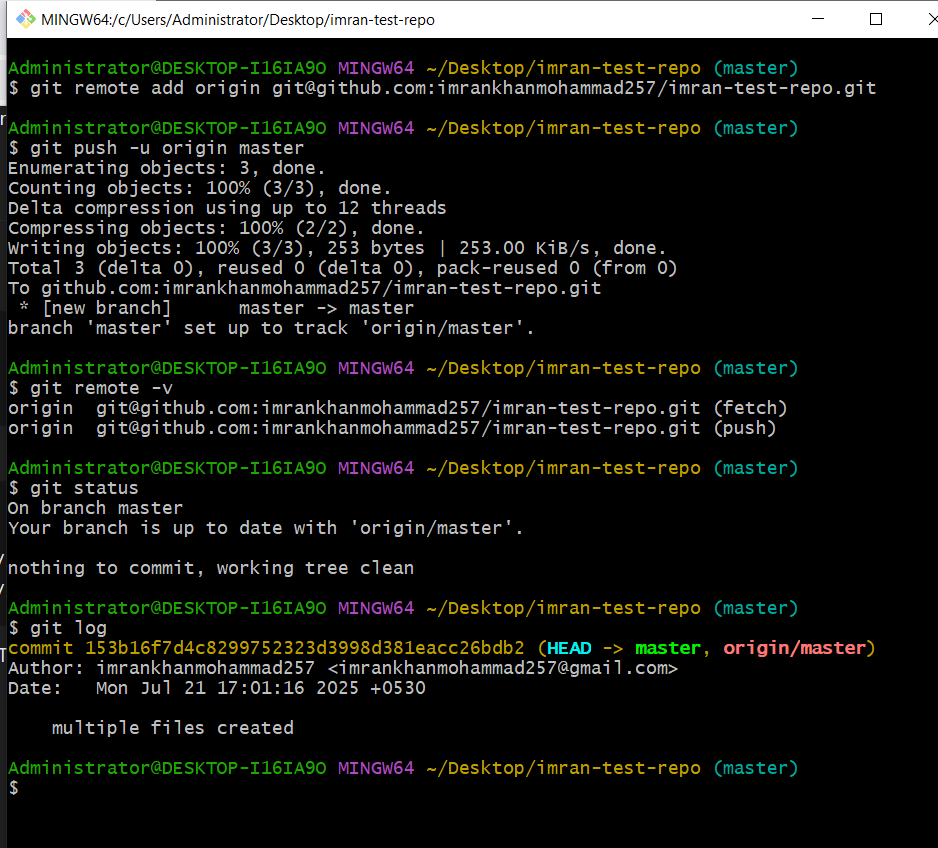 MINGW64:/c/Users/Administrator/Desktop/imran-test-repo
Administrator@DESKTOP-I16IA9O MINGW64 ~/Desktop/imran-test-repo (master)
$ git remote add origin git@github.com:imrankhanmohammad257/imran-test-repo.git
Administrator@DESKTOP-I16IA9O MINGW64 ~/Desktop/imran-test-repo (master)
$ git push -u origin master
Enumerating objects: 3, done.
Counting objects: 100% (3/3), done.
Delta compression using up to 12 threads
Compressing objects: 100% (2/2), done.
Writing objects: 100% (3/3), 253 bytes | 253.00 KiB/s, done.
Total 3 (delta 0), reused 0 (delta 0), pack-reused 0 (from 0)
To github.com:imrankhanmohammad257/imran-test-repo.git
 * [new branch]      master -> master
branch 'master' set up to track 'origin/master'.
Administrator@DESKTOP-I16IA9O MINGW64 ~/Desktop/imran-test-repo (master)
$ git remote -v
origin  git@github.com:imrankhanmohammad257/imran-test-repo.git (fetch)
origin  git@github.com:imrankhanmohammad257/imran-test-repo.git (push)
Administrator@DESKTOP-I16IA9O MINGW64 ~/Desktop/imran-test-repo (master)
$ git status
On branch master
Your branch is up to date with 'origin/master'.
nothing to commit, working tree clean
Administrator@DESKTOP-I16IA9O MINGW64 ~/Desktop/imran-test-repo (master)
$ git log
commit 153b16f7d4c8299752323d3998d381eacc26bdb2 (HEAD -> master, origin/master)
Author: imrankhanmohammad257 <imrankhanmohammad257@gmail.com>
Date:   Mon Jul 21 17:01:16 2025 +0530
    multiple files created
Administrator@DESKTOP-I16IA9O MINGW64 ~/Desktop/imran-test-repo (master)
$